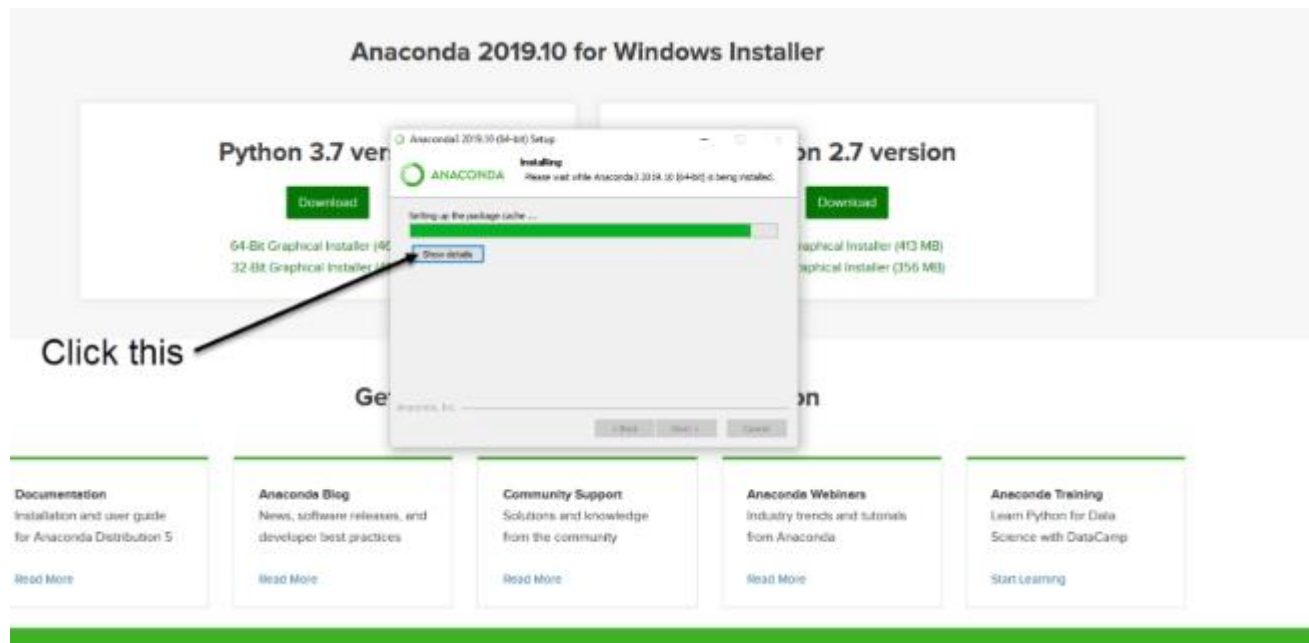 Anaconda 2019.10 for Windows Installer
Python 3.7 ver
on 2.7 version
Download
Download
64-Bit Graphical Installer (46
32-Bit Graphical Installer
aphical Installer (413 MB)
aphical Installer (356 MB)
Anaconda3 2019.10 (64-bit) Setup
ANACONDA
Installing
Please wait while Anaconda3 2019.10 (64-bit) is being installed.
Setting up the package cache ...
Show details
Anaconda, Inc.
< Back
Next >
Cancel
Click this
Ge
on
Documentation
Installation and user guide
for Anaconda Distribution 5
Read More
Anaconda Blog
News, software releases, and
developer best practices
Read More
Community Support
Solutions and knowledge
from the community
Read More
Anaconda Webinars
Industry trends and tutorials
from Anaconda
Read More
Anaconda Training
Learn Python for Data
Science with DataCamp
Start Learning